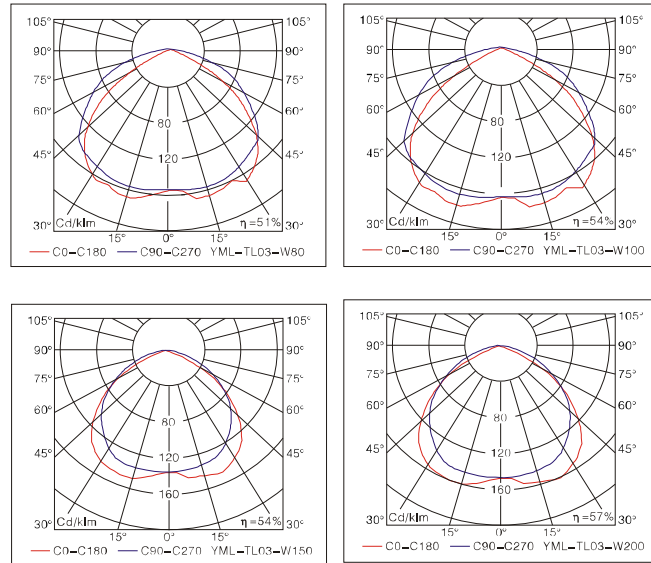 105° 105°
90° 90°
75° 75°
60° 60°
80
45° 120 45°
30° Cd/klm η=51% 30°
15° 0° 15°
C0-C180 C90-C270 YML-TL03-W80
105° 105°
90° 90°
75° 75°
60° 60°
80
45° 120 45°
30° Cd/klm η=54% 30°
15° 0° 15°
C0-C180 C90-C270 YML-TL03-W100
105° 105°
90° 90°
75° 75°
60° 60°
80
45° 120 45°
160
30° Cd/klm η=54% 30°
15° 0° 15°
C0-C180 C90-C270 YML-TL03-W150
105° 105°
90° 90°
75° 75°
60° 60°
80
45° 120 45°
160
30° Cd/klm η=57% 30°
15° 0° 15°
C0-C180 C90-C270 YML-TL03-W200